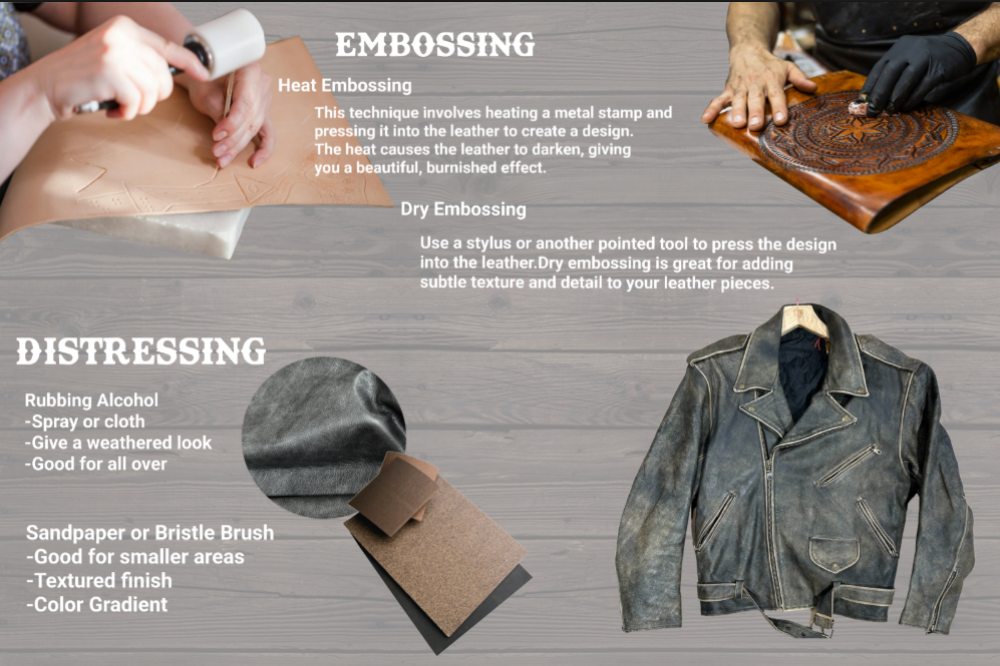 EMBOSSING
Heat Embossing
This technique involves heating a metal stamp and
pressing it into the leather to create a design.
The heat causes the leather to darken, giving
you a beautiful, burnished effect.
Dry Embossing
Use a stylus or another pointed tool to press the design
into the leather.Dry embossing is great for adding
subtle texture and detail to your leather pieces.
DISTRESSING
Rubbing Alcohol
-Spray or cloth
-Give a weathered look
-Good for all over
Sandpaper or Bristle Brush
-Good for smaller areas
-Textured finish
-Color Gradient